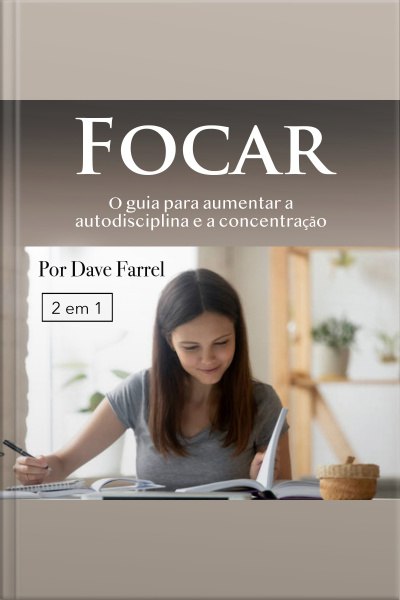 FOCAR
O guia para aumentar a
autodisciplina e a concentração
Por Dave Farrel
2 em 1